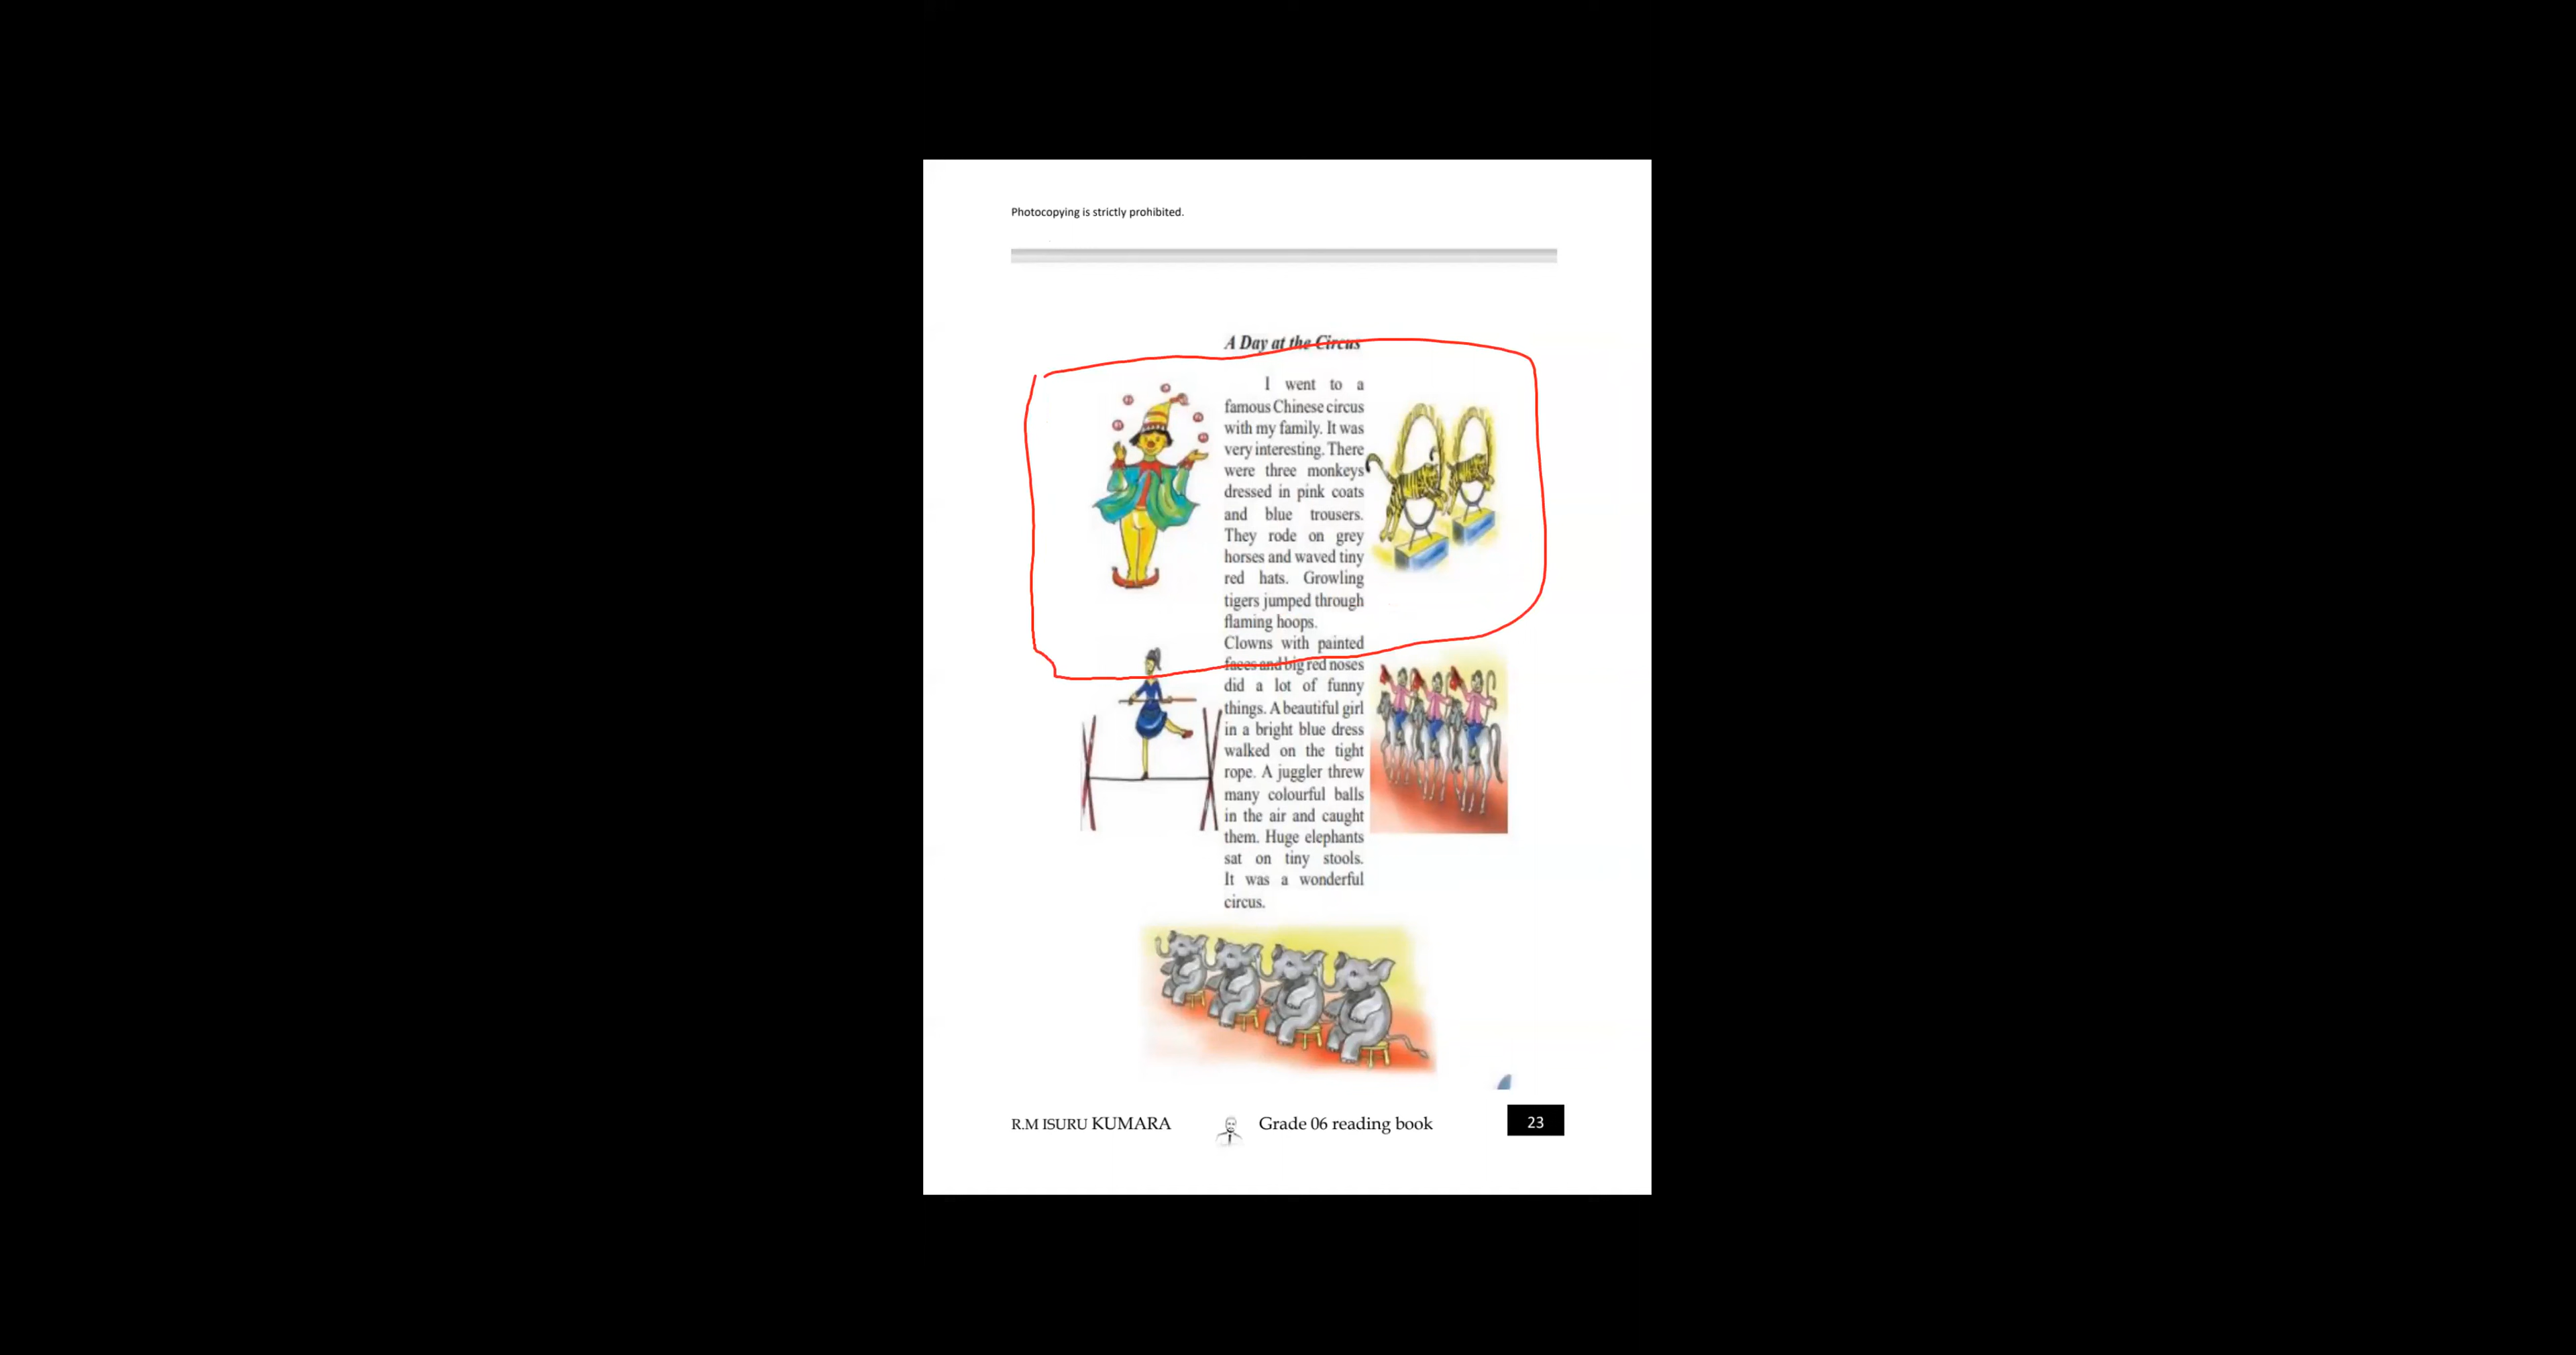 Photocopying is strictly prohibited.
A Day at the Circus
I went to a
famous Chinese circus
with my family. It was
very interesting. There
were three monkeys
dressed in pink coats
and blue trousers.
They rode on grey
horses and waved tiny
red hats. Growling
tigers jumped through
flaming hoops.
Clowns with painted
faces and big red noses
did a lot of funny
things. A beautiful girl
in a bright blue dress
walked on the tight
rope. A juggler threw
many colourful balls
in the air and caught
them. Huge elephants
sat on tiny stools.
It was a wonderful
circus.
R.M ISURU KUMARA Grade 06 reading book 23